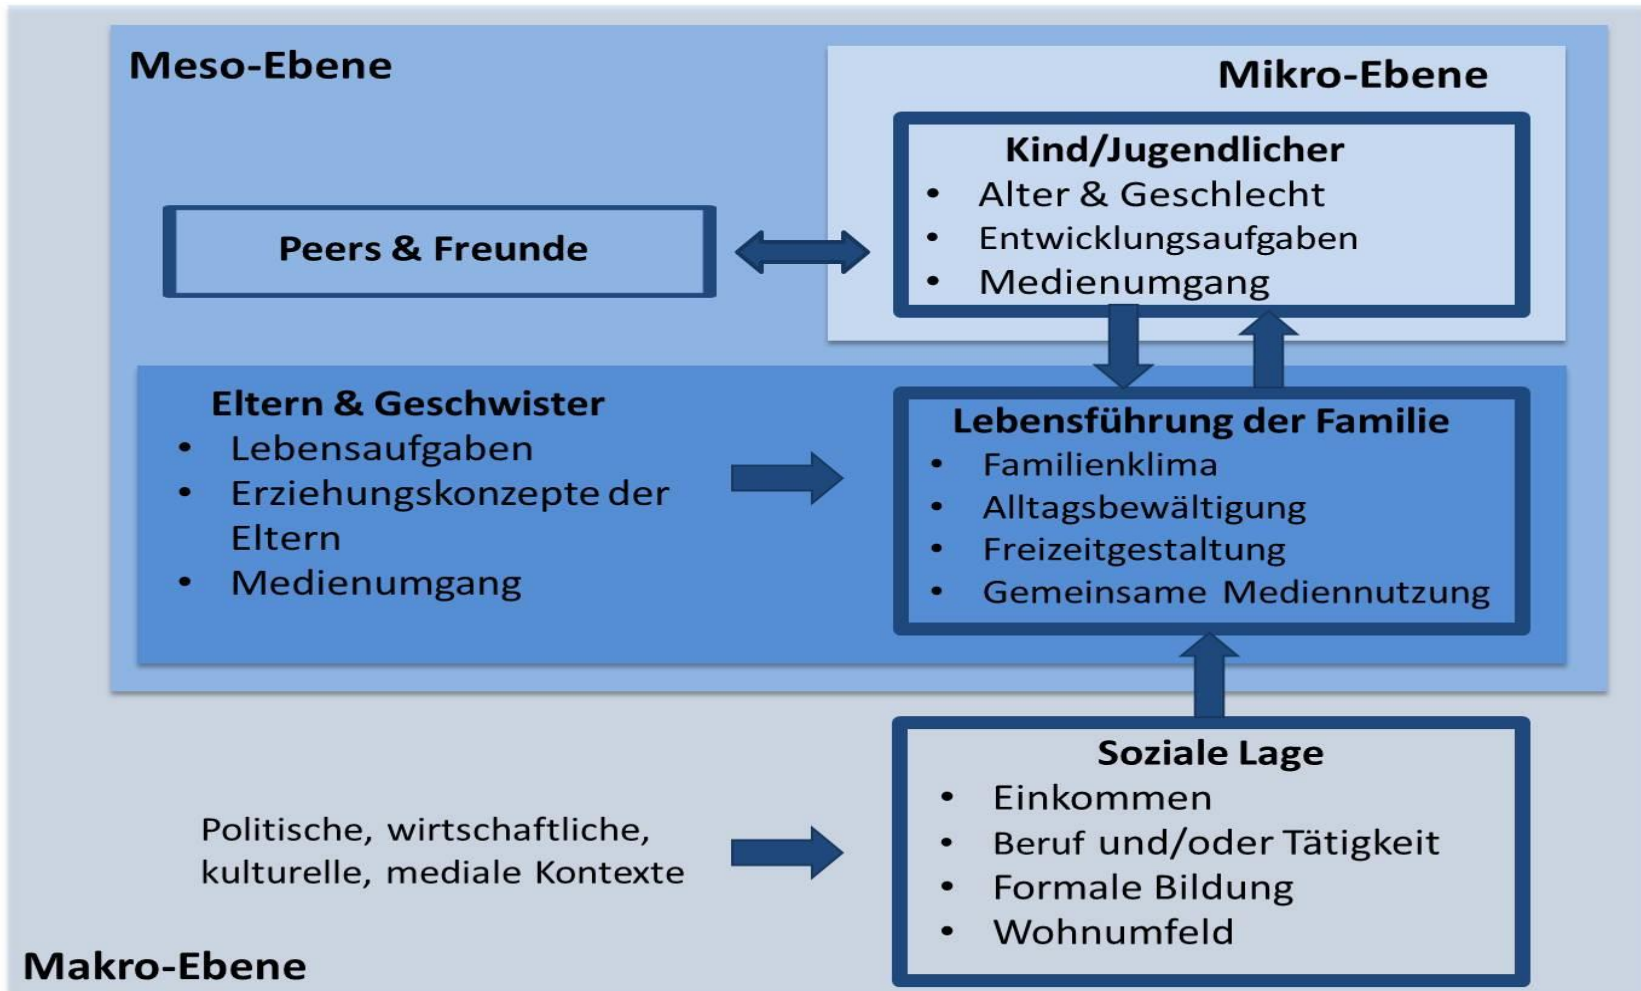 Meso-Ebene
Mikro-Ebene
Kind/Jugendlicher
• Alter & Geschlecht
• Entwicklungsaufgaben
• Medienumgang
Peers & Freunde
Eltern & Geschwister
• Lebensaufgaben
• Erziehungskonzepte der
Eltern
• Medienumgang
Lebensführung der Familie
• Familienklima
• Alltagsbewältigung
• Freizeitgestaltung
• Gemeinsame Mediennutzung
Soziale Lage
• Einkommen
• Beruf und/oder Tätigkeit
• Formale Bildung
• Wohnumfeld
Politische, wirtschaftliche,
kulturelle, mediale Kontexte
Makro-Ebene